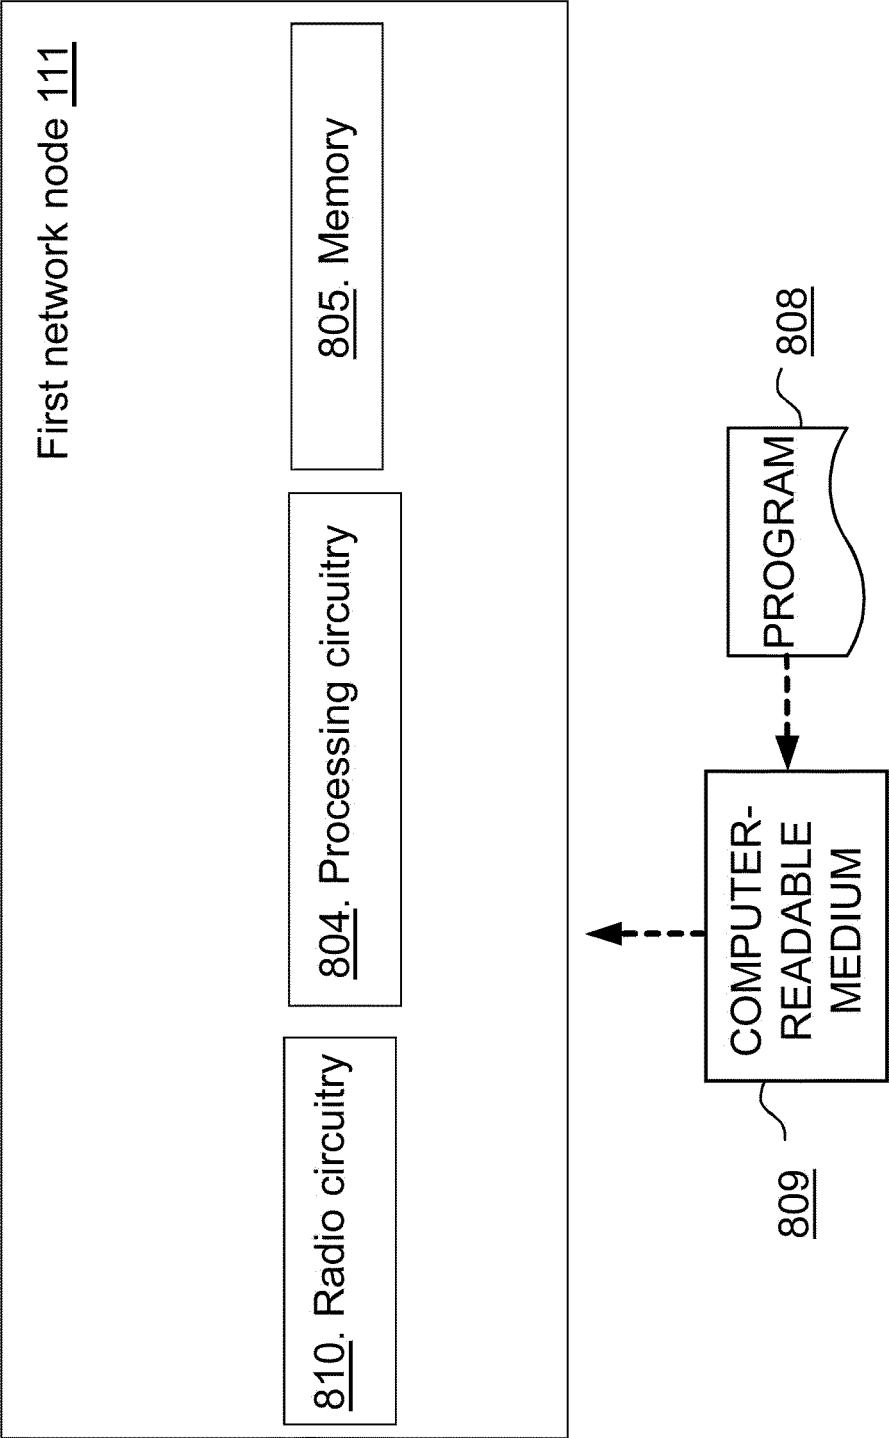 First network node 111
810. Radio circuitry
804. Processing circuitry
805. Memory
809
COMPUTER-
READABLE
MEDIUM
PROGRAM
808